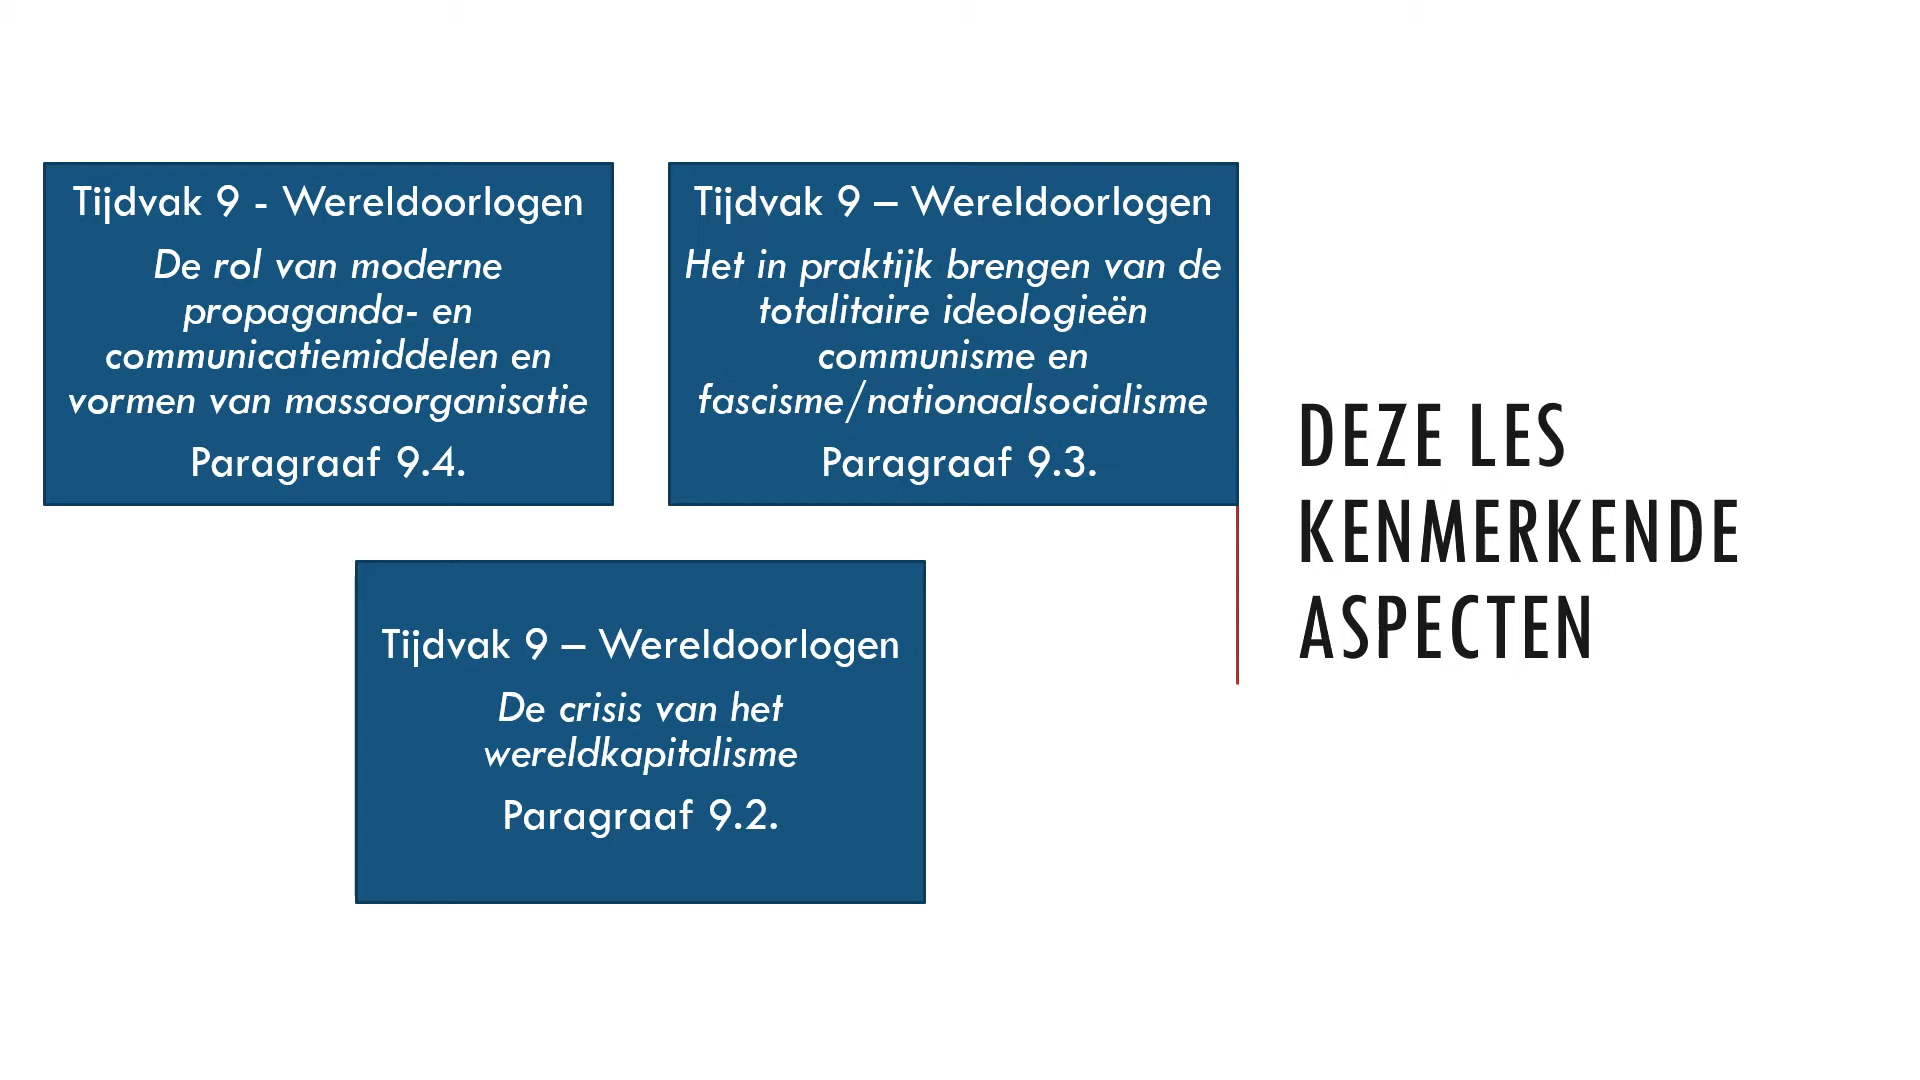 Tijdvak 9 - Wereldoorlogen
De rol van moderne
propaganda- en
communicatiemiddelen en
vormen van massaorganisatie
Paragraaf 9.4.
Tijdvak 9 – Wereldoorlogen
Het in praktijk brengen van de
totalitaire ideologieën
communisme en
fascisme/nationaalsocialisme
Paragraaf 9.3.
Tijdvak 9 – Wereldoorlogen
De crisis van het
wereldkapitalisme
Paragraaf 9.2.
DEZE LES
KENMERKENDE
ASPECTEN